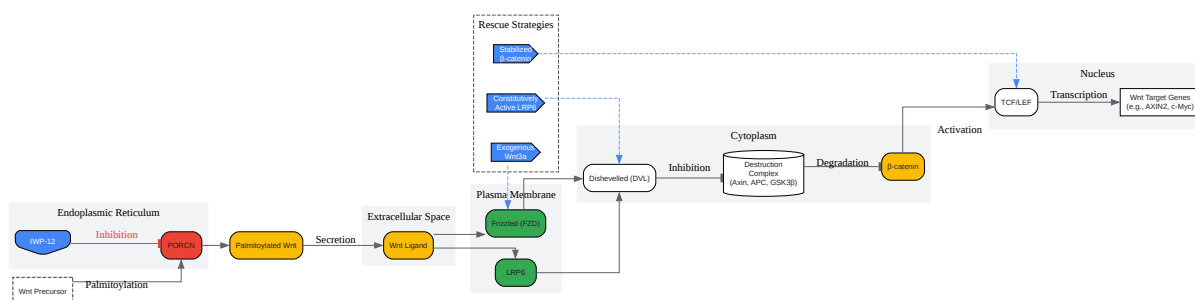 Rescue Strategies
Stabilized
β-catenin
Constitutively
Active LRP6
Exogenous
Wnt3a
Nucleus
TCF/LEF
Transcription
Wnt Target Genes
(e.g., AXIN2, c-Myc)
Activation
Cytoplasm
Dishevelled (DVL)
Inhibition
Destruction
Complex
(Axin, APC, GSK3β)
Degradation
β-catenin
Plasma Membrane
Frizzled (FZD)
LRP6
Extracellular Space
Wnt Ligand
Secretion
Palmitoylated Wnt
Endoplasmic Reticulum
IWP-12
Inhibition
PORCN
Palmitoylation
Wnt Precursor